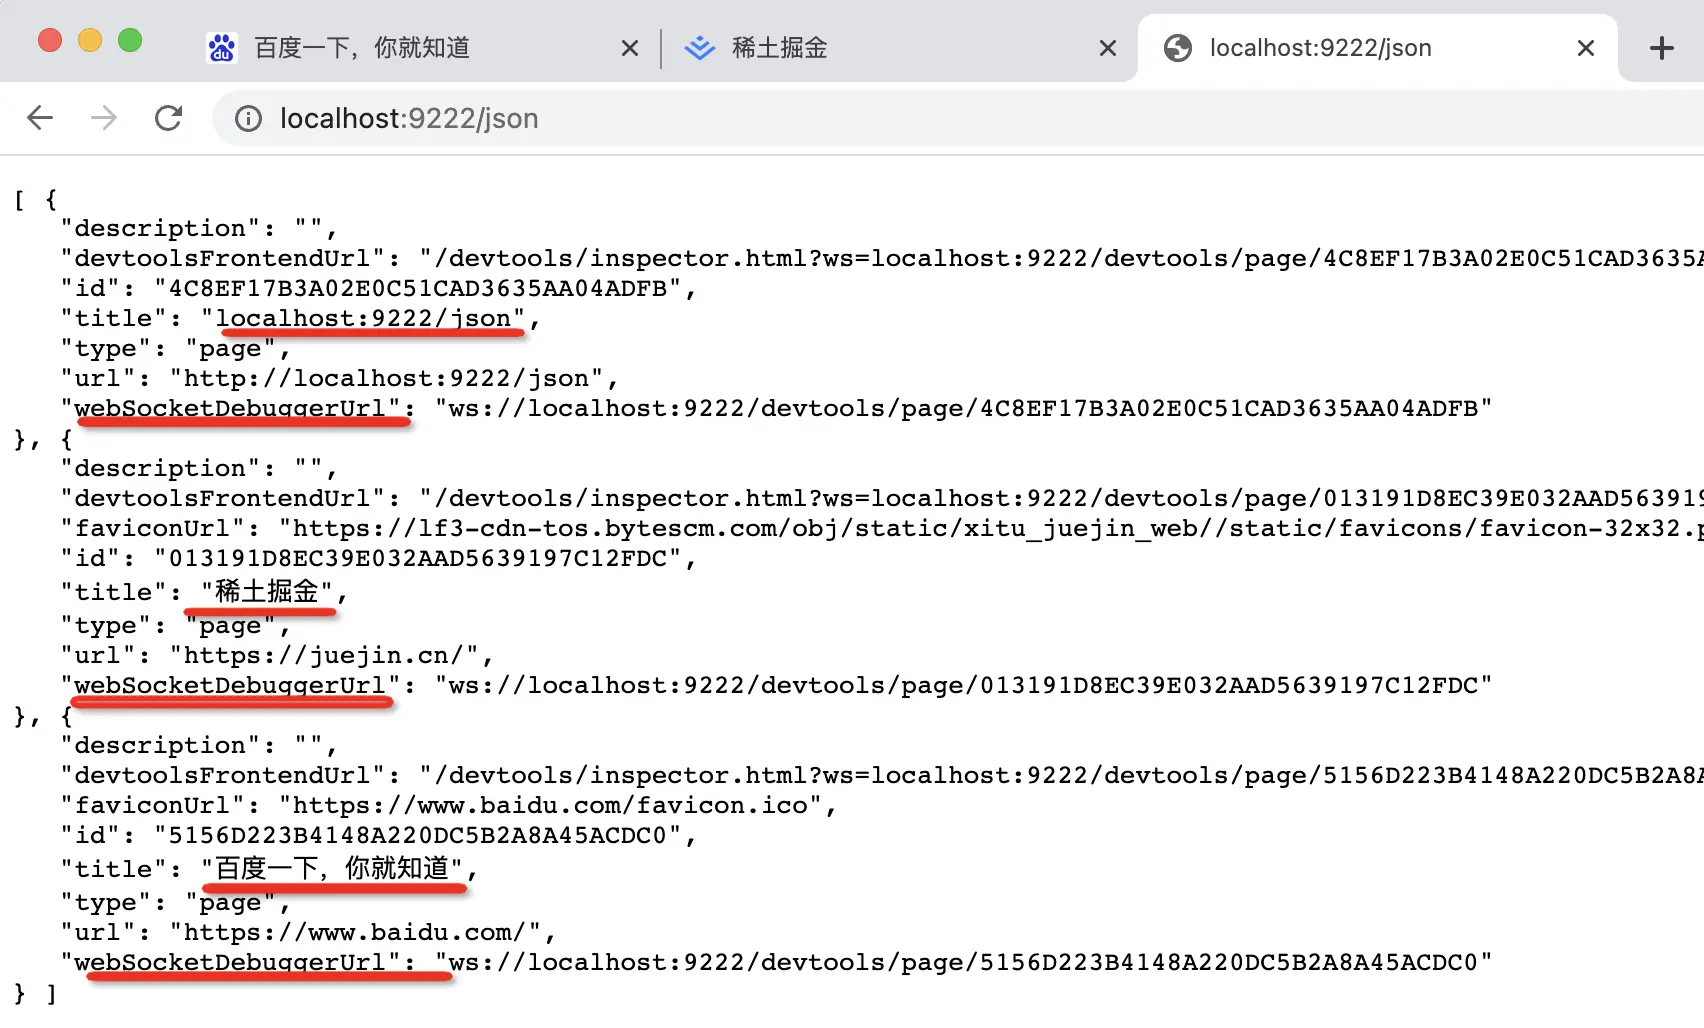 百度一下，你就知道
稀土掘金
localhost:9222/json
localhost:9222/json
[ {
"description": "",
"devtoolsFrontendUrl": "/devtools/inspector.html?ws=localhost:9222/devtools/page/4C8EF17B3A02E0C51CAD3635A
"id": "4C8EF17B3A02E0C51CAD3635AA04ADFB",
"title": "localhost:9222/json",
"type": "page",
"url": "http://localhost:9222/json",
"webSocketDebuggerUrl": "ws://localhost:9222/devtools/page/4C8EF17B3A02E0C51CAD3635AA04ADFB"
}, {
"description": "",
"devtoolsFrontendUrl": "/devtools/inspector.html?ws=localhost:9222/devtools/page/013191D8EC39E032AAD563919
"faviconUrl": "https://lf3-cdn-tos.bytescm.com/obj/static/xitu_juejin_web//static/favicons/favicon-32x32.p
"id": "013191D8EC39E032AAD5639197C12FDC",
"title": "稀土掘金",
"type": "page",
"url": "https://juejin.cn/",
"webSocketDebuggerUrl": "ws://localhost:9222/devtools/page/013191D8EC39E032AAD5639197C12FDC"
}, {
"description": "",
"devtoolsFrontendUrl": "/devtools/inspector.html?ws=localhost:9222/devtools/page/5156D223B4148A220DC5B2A8A
"faviconUrl": "https://www.baidu.com/favicon.ico",
"id": "5156D223B4148A220DC5B2A8A45ACDC0",
"title": "百度一下，你就知道",
"type": "page",
"url": "https://www.baidu.com/",
"webSocketDebuggerUrl": "ws://localhost:9222/devtools/page/5156D223B4148A220DC5B2A8A45ACDC0"
} ]